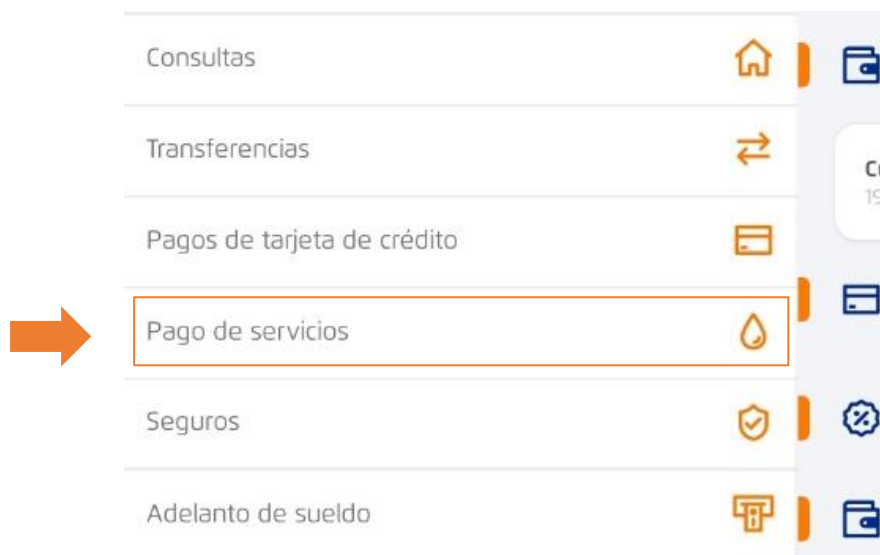 Consultas
Transferencias
Pagos de tarjeta de crédito
Pago de servicios
Seguros
Adelanto de sueldo